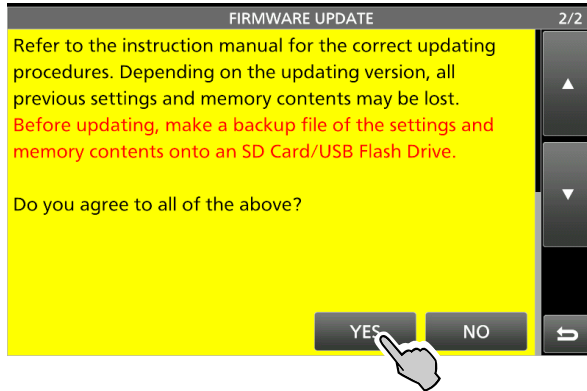 FIRMWARE UPDATE 2/2
Refer to the instruction manual for the correct updating
procedures. Depending on the updating version, all
previous settings and memory contents may be lost.
Before updating, make a backup file of the settings and
memory contents onto an SD Card/USB Flash Drive.
Do you agree to all of the above?
YES NO